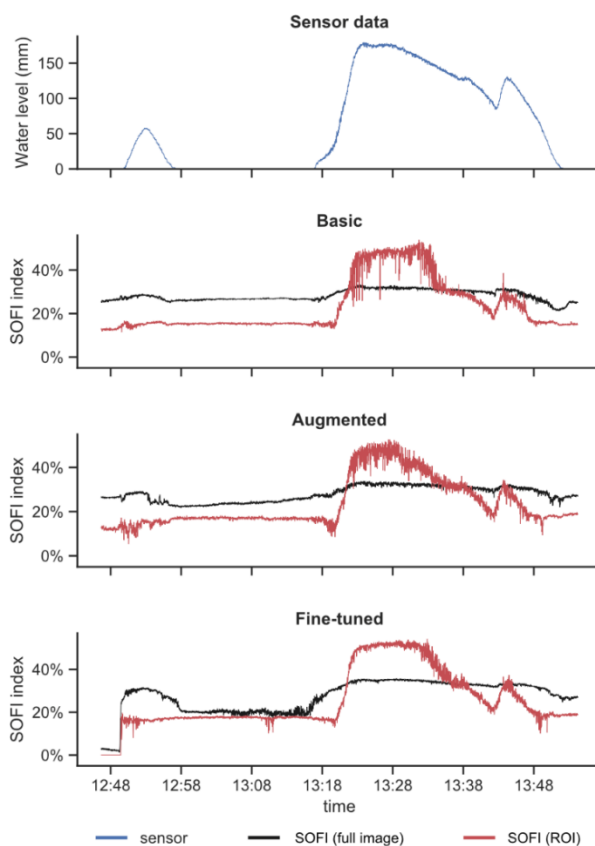 Sensor data
Water level (mm)
150
100
50
0
Basic
SOFI index
40%
20%
0%
Augmented
SOFI index
40%
20%
0%
Fine-tuned
SOFI index
40%
20%
0%
12:48 12:58 13:08 13:18 13:28 13:38 13:48
time
sensor SOFI (full image) SOFI (ROI)